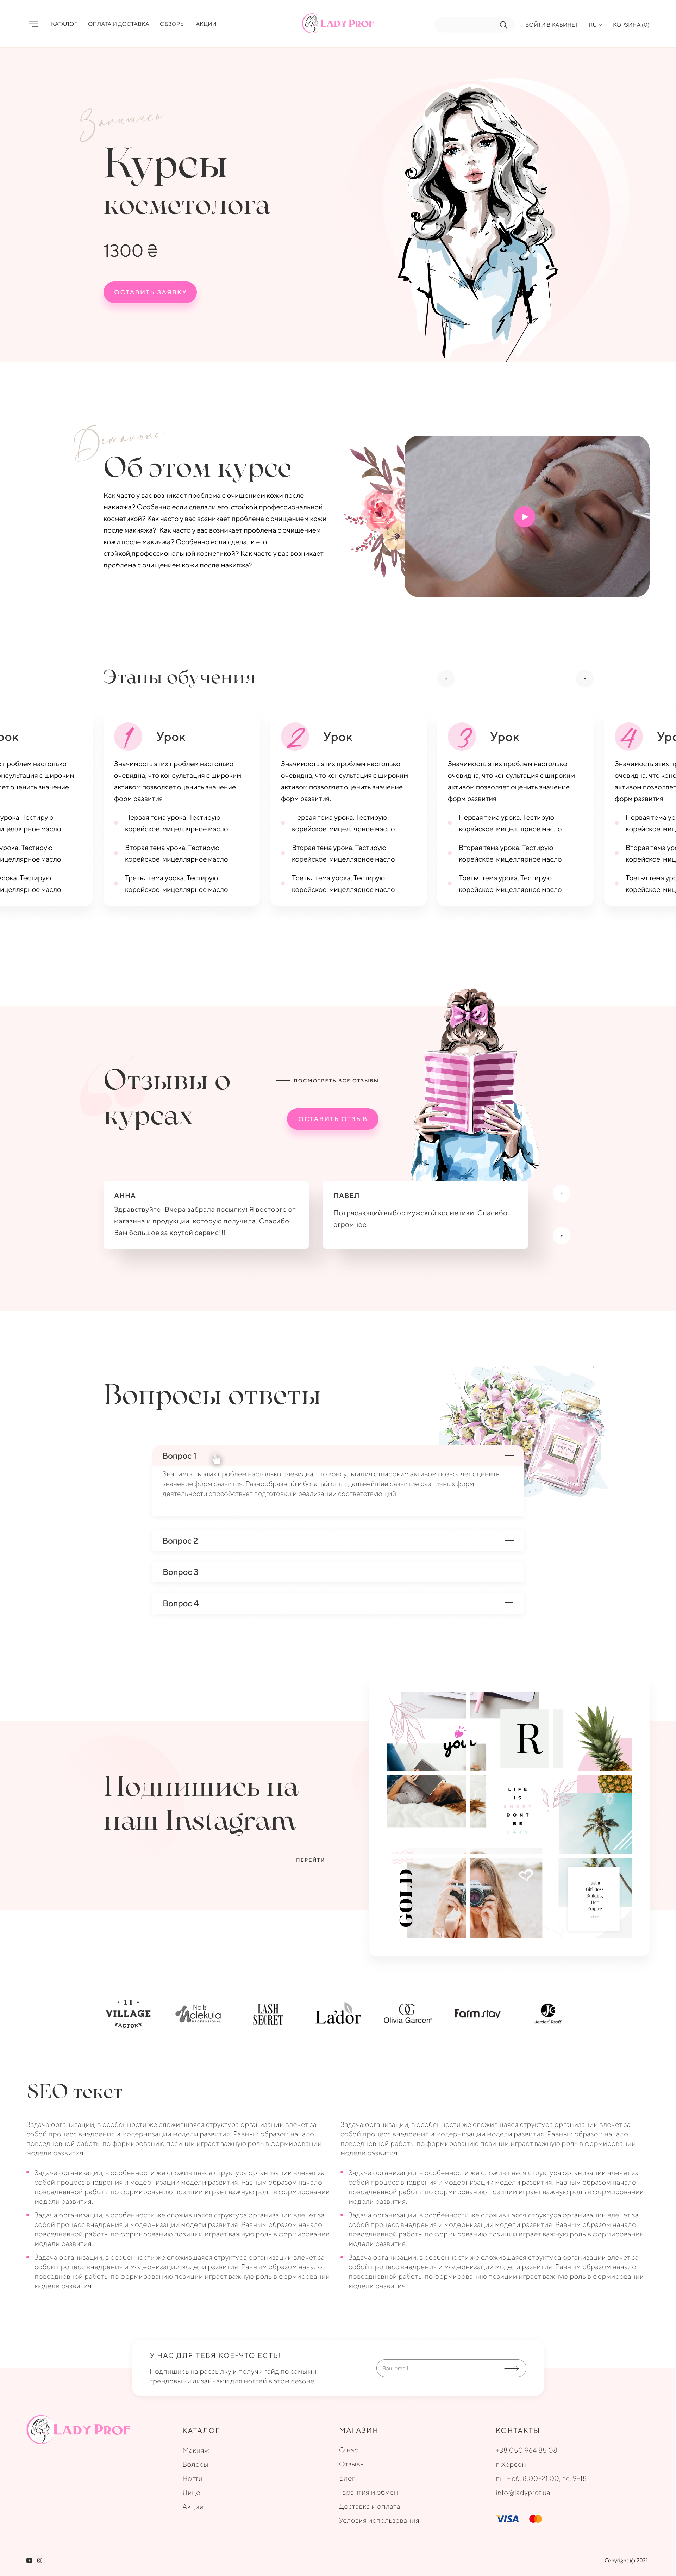 КАТАЛОГ ОПЛАТА И ДОСТАВКА ОБЗОРЫ АКЦИИ
LADY PROF
ВОЙТИ В КАБИНЕТ RU КОРЗИНА (0)
Запишись
Курсы
косметолога
1300 ₴
ОСТАВИТЬ ЗАЯВКУ
Детально
Об этом курсе
Как часто у вас возникает проблема с очищением кожи после
макияжа? Особенно если сделали его стойкой,профессиональной
косметикой? Как часто у вас возникает проблема с очищением кожи
после макияжа? Как часто у вас возникает проблема с очищением
кожи после макияжа? Особенно если сделали его
стойкой,профессиональной косметикой? Как часто у вас возникает
проблема с очищением кожи после макияжа?
Этапы обучения
рок
х проблем настолько
онсультация с широким
яет оценить значение
урока. Тестирую
ицеллярное масло
урока. Тестирую
ицеллярное масло
рока. Тестирую
ицеллярное масло
1 Урок
Значимость этих проблем настолько
очевидна, что консультация с широким
активом позволяет оценить значение
форм развития
Первая тема урока. Тестирую
корейское мицеллярное масло
Вторая тема урока. Тестирую
корейское мицеллярное масло
Третья тема урока. Тестирую
корейское мицеллярное масло
2 Урок
Значимость этих проблем настолько
очевидна, что консультация с широким
активом позволяет оценить значение
форм развития.
Первая тема урока. Тестирую
корейское мицеллярное масло
Вторая тема урока. Тестирую
корейское мицеллярное масло
Третья тема урока. Тестирую
корейское мицеллярное масло
3 Урок
Значимость этих проблем настолько
очевидна, что консультация с широким
активом позволяет оценить значение
форм развития
Первая тема урока. Тестирую
корейское мицеллярное масло
Вторая тема урока. Тестирую
корейское мицеллярное масло
Третья тема урока. Тестирую
корейское мицеллярное масло
4 Уро
Значимость этих пр
очевидна, что конс
активом позволяет
форм развития
Первая тема ур
корейское миц
Вторая тема ур
корейское миц
Третья тема уро
корейское миц
Отзывы о
курсах
ПОСМОТРЕТЬ ВСЕ ОТЗЫВЫ
ОСТАВИТЬ ОТЗЫВ
АННА
Здравствуйте! Вчера забрала посылку) Я восторге от
магазина и продукции, которую получила. Спасибо
Вам большое за крутой сервис!!!
ПАВЕЛ
Потрясающий выбор мужской косметики. Спасибо
огромное
Вопросы ответы
PERFUME
Вопрос 1
Значимость этих проблем настолько очевидна, что консультация с широким активом позволяет оценить
значение форм развития. Разнообразный и богатый опыт дальнейшее развитие различных форм
деятельности способствует подготовки и реализации соответствующий
Вопрос 2
Вопрос 3
Вопрос 4
Подпишись на
наш Instagram
ПЕРЕЙТИ
you
R
LIFE
IS
SHORT
DONT
BE
LAZY
GOLD
Just a
Girl Boss
Building
Her
Empire
11
VILLAGE
FACTORY
Nails
Molekula
PROFESSIONAL
LASH
SECRET
La'dor
OG
Olivia Garden
Farmstay
JC
Jerden Proff
SEO текст
Задача организации, в особенности же сложившаяся структура организации влечет за
собой процесс внедрения и модернизации модели развития. Равным образом начало
повседневной работы по формированию позиции играет важную роль в формировании
модели развития.
Задача организации, в особенности же сложившаяся структура организации влечет за
собой процесс внедрения и модернизации модели развития. Равным образом начало
повседневной работы по формированию позиции играет важную роль в формировании
модели развития.
Задача организации, в особенности же сложившаяся структура организации влечет за
собой процесс внедрения и модернизации модели развития. Равным образом начало
повседневной работы по формированию позиции играет важную роль в формировании
модели развития.
Задача организации, в особенности же сложившаяся структура организации влечет за
собой процесс внедрения и модернизации модели развития. Равным образом начало
повседневной работы по формированию позиции играет важную роль в формировании
модели развития.
Задача организации, в особенности же сложившаяся структура организации влечет за
собой процесс внедрения и модернизации модели развития. Равным образом начало
повседневной работы по формированию позиции играет важную роль в формировании
модели развития.
Задача организации, в особенности же сложившаяся структура организации влечет за
собой процесс внедрения и модернизации модели развития. Равным образом начало
повседневной работы по формированию позиции играет важную роль в формировании
модели развития.
Задача организации, в особенности же сложившаяся структура организации влечет за
собой процесс внедрения и модернизации модели развития. Равным образом начало
повседневной работы по формированию позиции играет важную роль в формировании
модели развития.
Задача организации, в особенности же сложившаяся структура организации влечет за
собой процесс внедрения и модернизации модели развития. Равным образом начало
повседневной работы по формированию позиции играет важную роль в формировании
модели развития.
У НАС ДЛЯ ТЕБЯ КОЕ-ЧТО ЕСТЬ!
Подпишись на рассылку и получи гайд по самыми
трендовыми дизайнами для ногтей в этом сезоне.
Ваш email
LADY PROF
КАТАЛОГ
Макияж
Волосы
Ногти
Лицо
Акции
МАГАЗИН
О нас
Отзывы
Блог
Гарантия и обмен
Доставка и оплата
Условия использования
КОНТАКТЫ
+38 050 964 85 08
г. Херсон
пн. - сб. 8.00-21.00, вс. 9-18
info@ladyprof.ua
VISA
Copyright © 2021